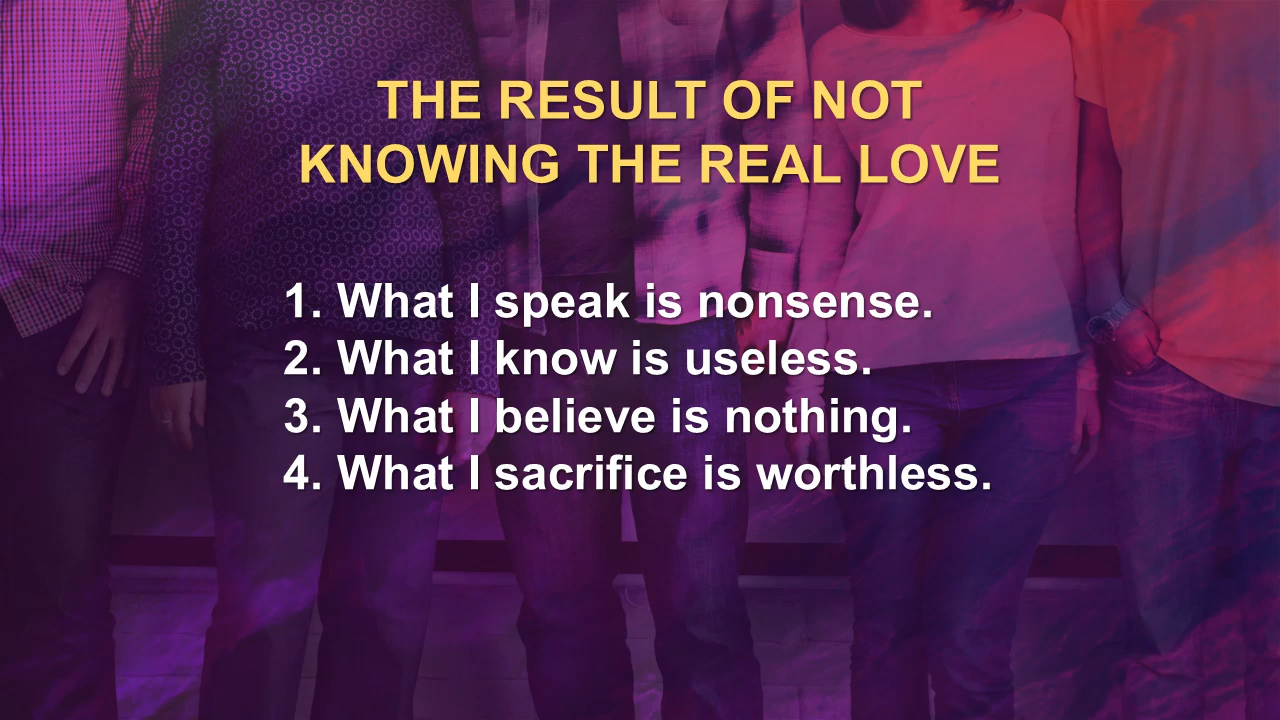 THE RESULT OF NOT
KNOWING THE REAL LOVE
1. What I speak is nonsense.
2. What I know is useless.
3. What I believe is nothing.
4. What I sacrifice is worthless.